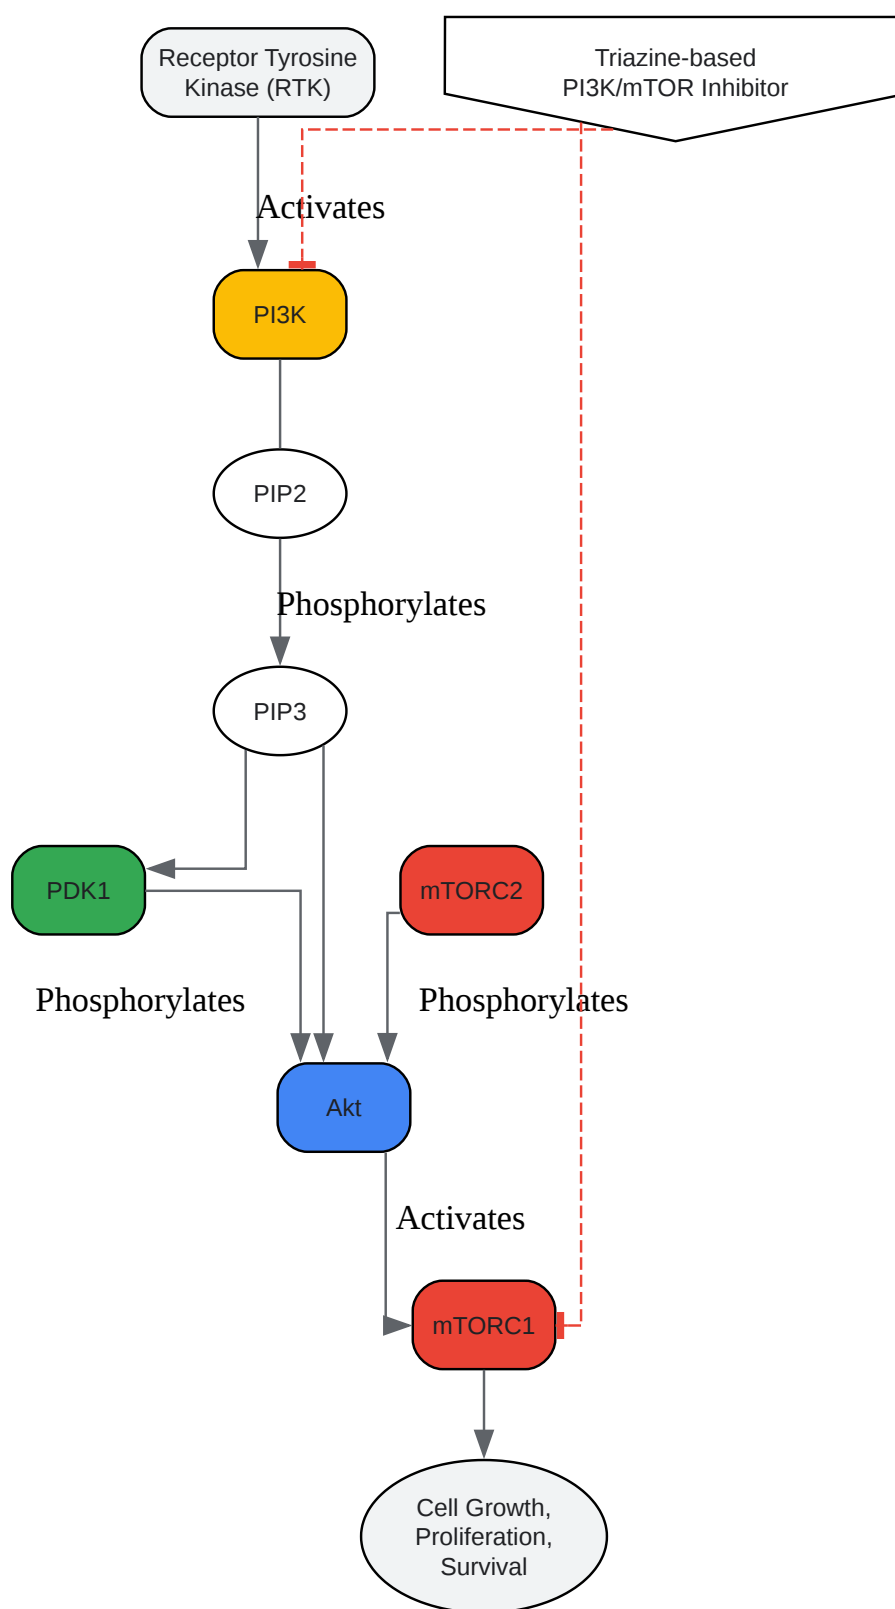 Receptor Tyrosine
Kinase (RTK)
Triazine-based
PI3K/mTOR Inhibitor
Activates
PI3K
PIP2
Phosphorylates
PIP3
PDK1
mTORC2
Phosphorylates
Phosphorylates
Akt
Activates
mTORC1
Cell Growth,
Proliferation,
Survival